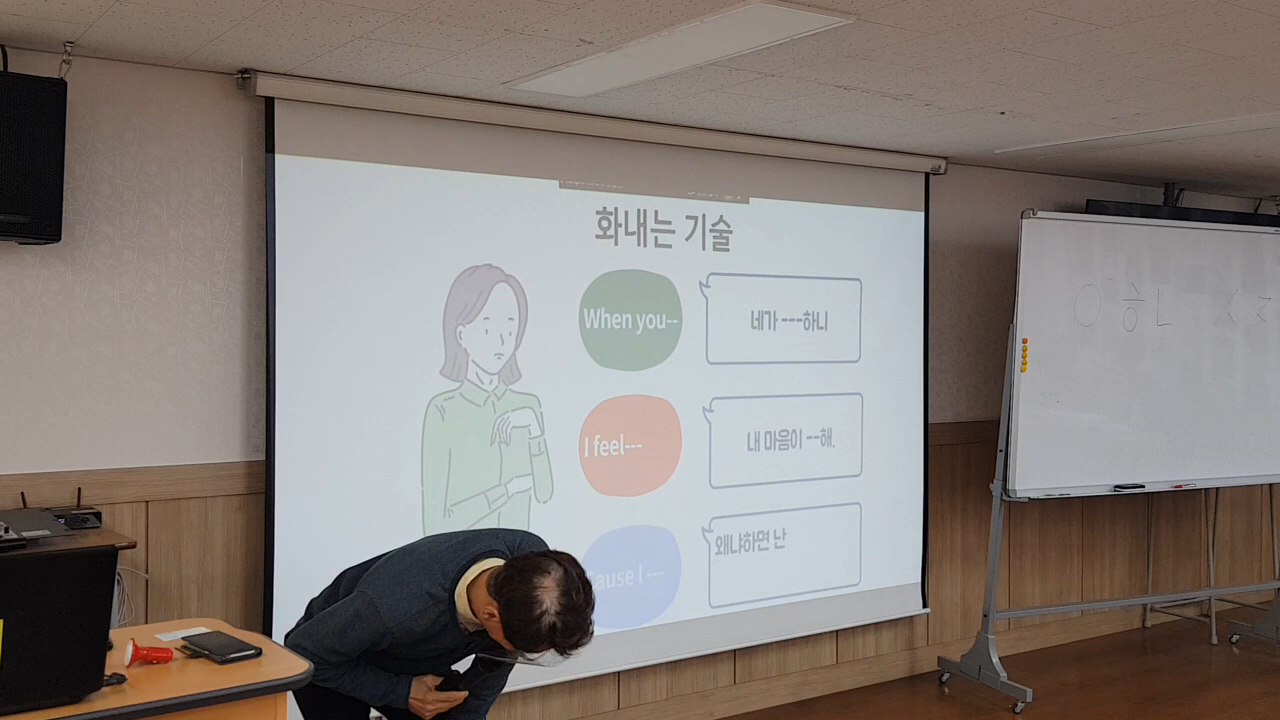 화내는 기술
When you--
네가 ---하니
I feel---
내 마음이 --해.
Cause I ---
왜냐하면 난